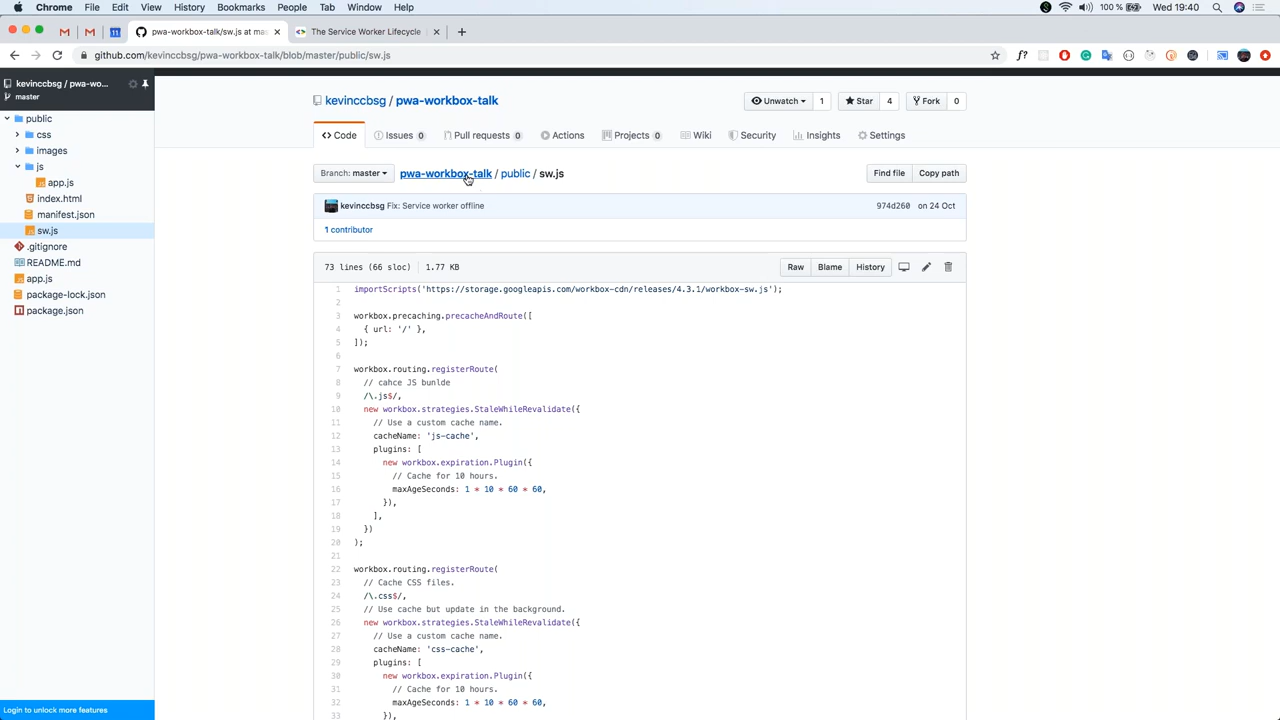 Chrome File Edit View History Bookmarks People Tab Window Help 100 % Wed 19:40
11 pwa-workbox-talk/sw.js at mas The Service Worker Lifecycle
github.com/kevinccbsg/pwa-workbox-talk/blob/master/public/sw.js
kevinccbsg / pwa-wo...
master
public
css
images
js
app.js
index.html
manifest.json
sw.js
.gitignore
README.md
app.js
package-lock.json
package.json
Login to unlock more features
kevinccbsg / pwa-workbox-talk
Unwatch 1 Star 4 Fork 0
Code Issues 0 Pull requests 0 Actions Projects 0 Wiki Security Insights Settings
Branch: master pwa-workbox-talk / public / sw.js Find file Copy path
kevinccbsg Fix: Service worker offline 974d260 on 24 Oct
1 contributor
73 lines (66 sloc) 1.77 KB Raw Blame History
1 importScripts('https://storage.googleapis.com/workbox-cdn/releases/4.3.1/workbox-sw.js');
2
3 workbox.precaching.precacheAndRoute([
4 { url: '/' },
5 ]);
6
7 workbox.routing.registerRoute(
8 // cahce JS bunlde
9 /\.js$/,
10 new workbox.strategies.StaleWhileRevalidate({
11 // Use a custom cache name.
12 cacheName: 'js-cache',
13 plugins: [
14 new workbox.expiration.Plugin({
15 // Cache for 10 hours.
16 maxAgeSeconds: 1 * 10 * 60 * 60,
17 }),
18 ],
19 })
20 );
21
22 workbox.routing.registerRoute(
23 // Cache CSS files.
24 /\.css$/,
25 // Use cache but update in the background.
26 new workbox.strategies.StaleWhileRevalidate({
27 // Use a custom cache name.
28 cacheName: 'css-cache',
29 plugins: [
30 new workbox.expiration.Plugin({
31 // Cache for 10 hours.
32 maxAgeSeconds: 1 * 10 * 60 * 60,
33 }),